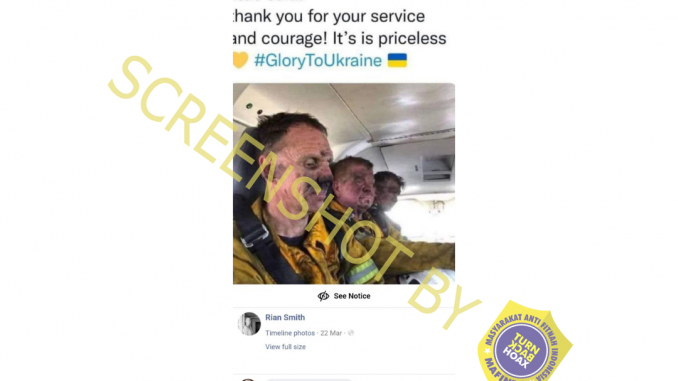 thank you for your service
and courage! It's is priceless
#GloryToUkraine
SCREENSHOT BY
See Notice
Rian Smith
Timeline photos · 22 Mar ·
View full size
MASYARAKAT ANTI FITNAH INDONESIA
TURN
BACK
HOAX